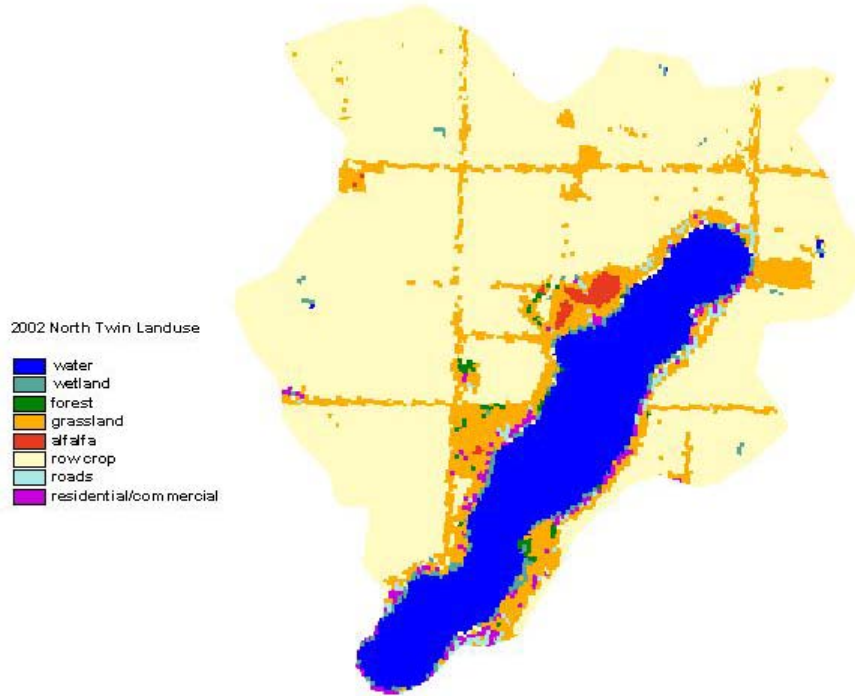 2002 North Twin Landuse
water
wetland
forest
grassland
alfalfa
row crop
roads
residential/commercial